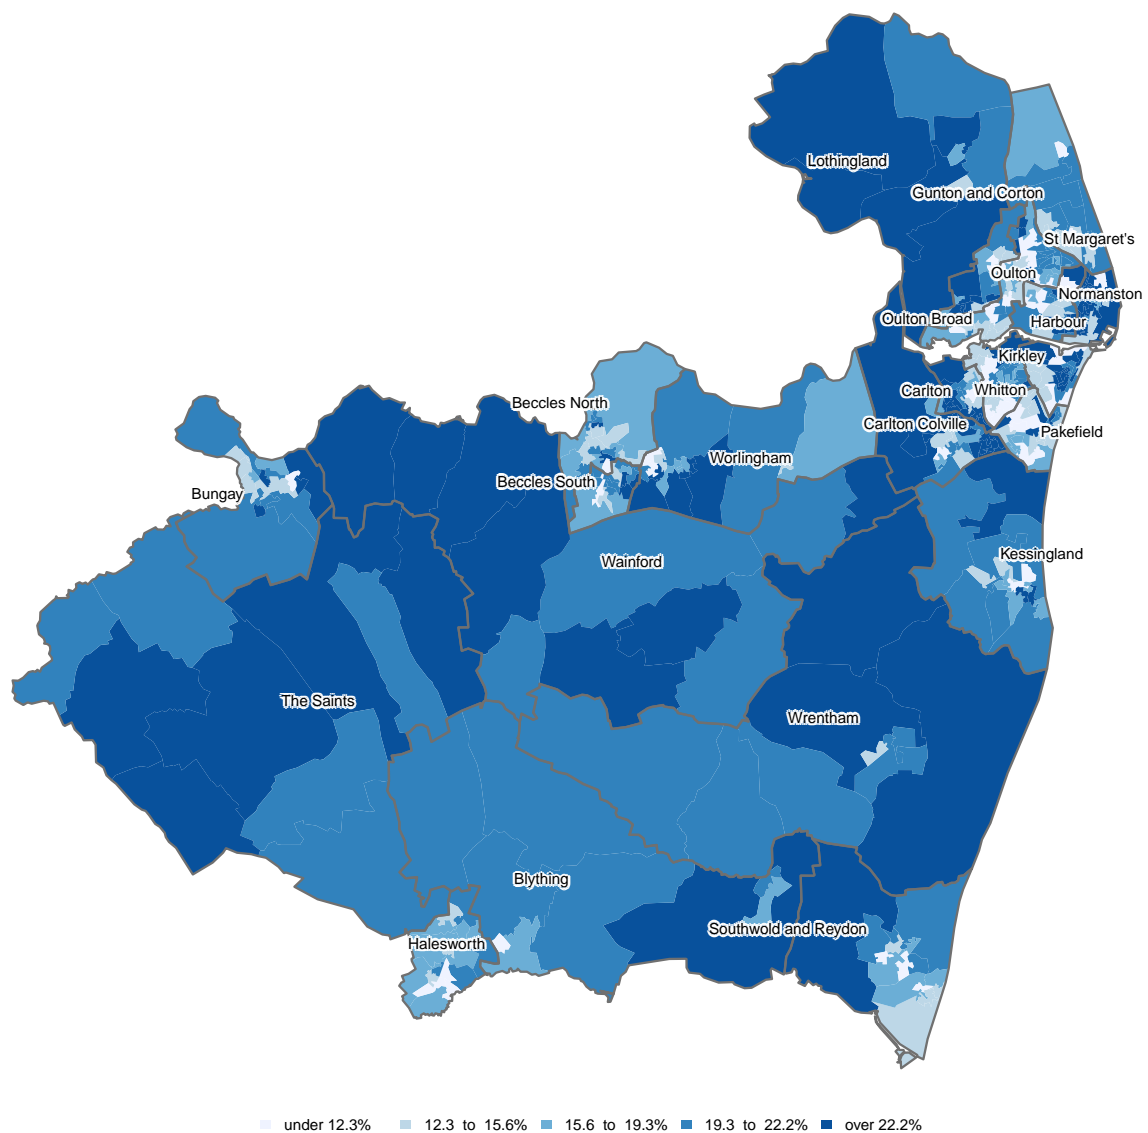 Lothingland
Gunton and Corton
St Margaret's
Oulton
Normanston
Oulton Broad
Harbour
Kirkley
Carlton
Whitton
Beccles North
Carlton Colville
Pakefield
Worlingham
Beccles South
Bungay
Kessingland
Wainford
The Saints
Wrentham
Blything
Southwold and Reydon
Halesworth
under 12.3% 12.3 to 15.6% 15.6 to 19.3% 19.3 to 22.2% over 22.2%